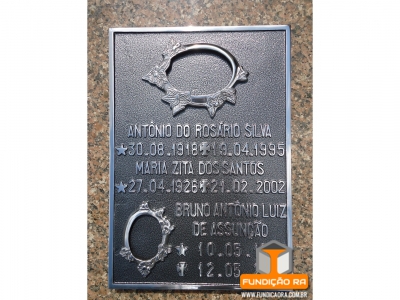 ANTÔNIO DO ROSÁRIO SILVA
★30.08.1918 ✝19.04.1995
MARIA ZITA DOS SANTOS
★27.04.1926 ✝21.02.2002
BRUNO ANTÔNIO LUIZ
DE ASSUNÇÃO
★ 10.05.
✝ 12.05
FUNDIÇÃO RA
WWW.FUNDICAORA.COM.BR